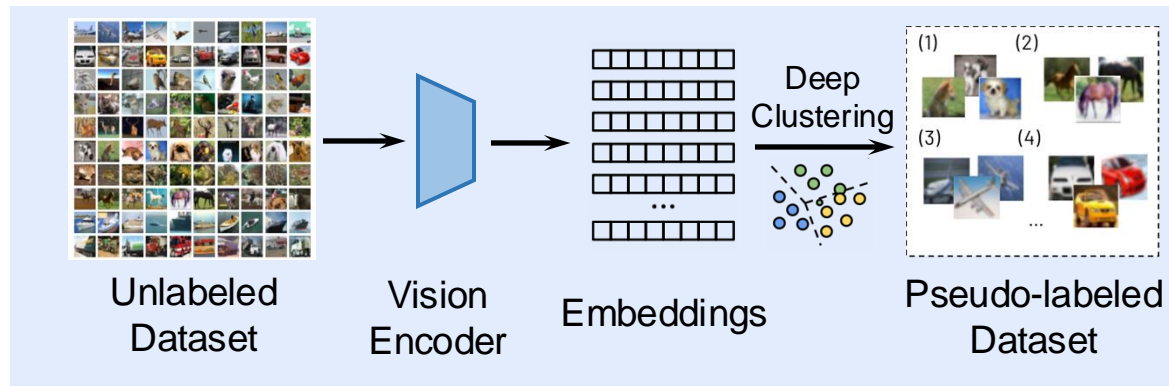 (1)
(2)
(3)
(4)
...
Deep
Clustering
...
Unlabeled
Dataset
Vision
Encoder
Embeddings
Pseudo-labeled
Dataset